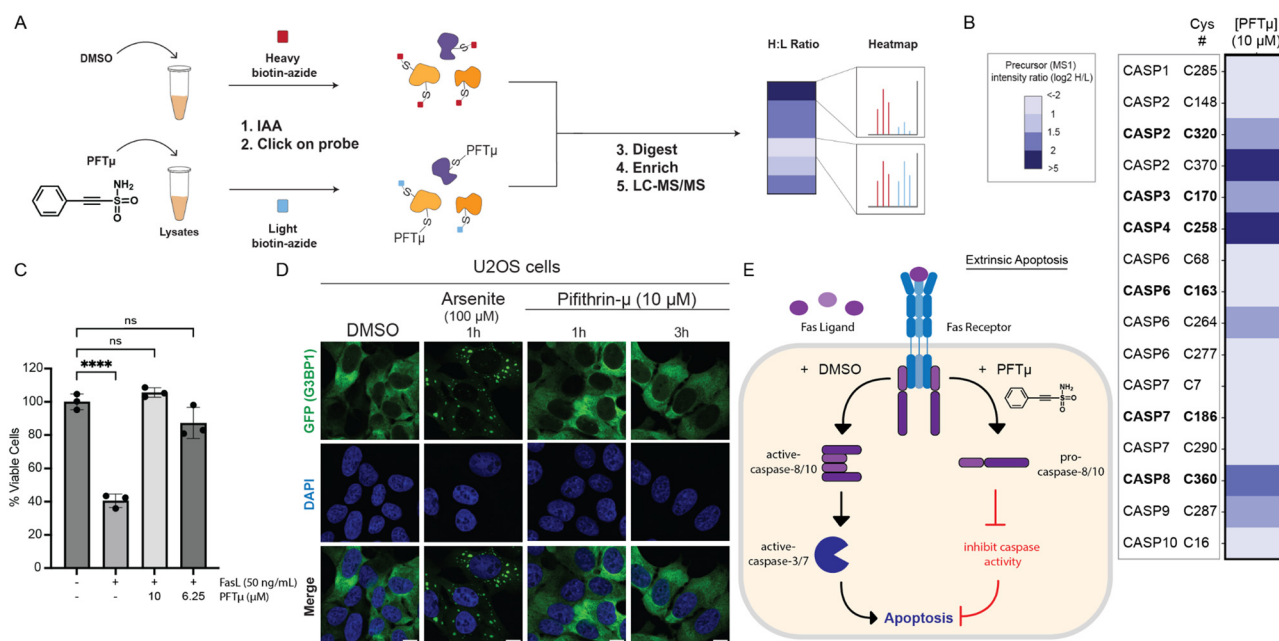 A
DMSO
PFTµ
NH₂
S=O
O
Lysates
Heavy
biotin-azide
1. IAA
2. Click on probe
Light
biotin-azide
S
S
S
PFTµ
S
S
S
PFTµ
3. Digest
4. Enrich
5. LC-MS/MS
H:L Ratio
Heatmap
B
Precursor (MS1)
intensity ratio (log2 H/L)
<-2
1
1.5
2
>5
Cys
#
[PFTµ]
(10 µM)
CASP1 C285
CASP2 C148
CASP2 C320
CASP2 C370
CASP3 C170
CASP4 C258
CASP6 C68
CASP6 C163
CASP6 C264
CASP6 C277
CASP7 C7
CASP7 C186
CASP7 C290
CASP8 C360
CASP9 C287
CASP10 C16
C
ns
ns
****
% Viable Cells
120
100
80
60
40
20
0
- + + + FasL (50 ng/mL)
- - 10 6.25 PFTµ (µM)
D
U2OS cells
DMSO
Arsenite
(100 µM)
1h
Pifithrin-µ (10 µM)
1h 3h
GFP (G3BP1)
DAPI
Merge
E
Extrinsic Apoptosis
Fas Ligand
Fas Receptor
+ DMSO
+ PFTµ
NH₂
S=O
O
active-
caspase-8/10
pro-
caspase-8/10
active-
caspase-3/7
inhibit caspase
activity
Apoptosis